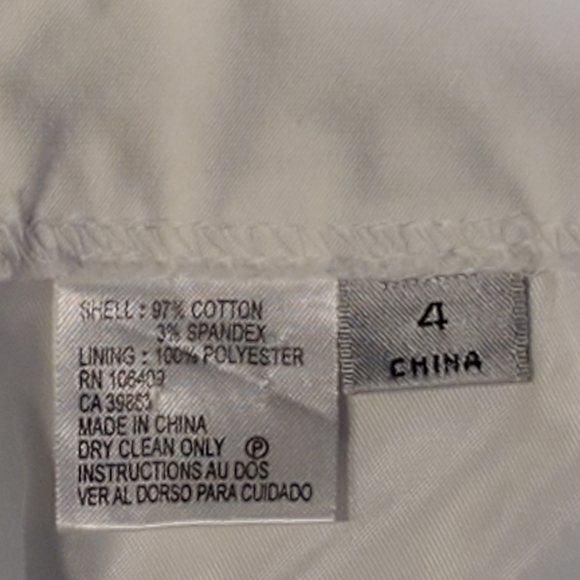 SHELL : 97% COTTON
3% SPANDEX
LINING : 100% POLYESTER
RN 106409
CA 39853
MADE IN CHINA
DRY CLEAN ONLY Ⓟ
INSTRUCTIONS AU DOS
VER AL DORSO PARA CUIDADO
4
CHINA